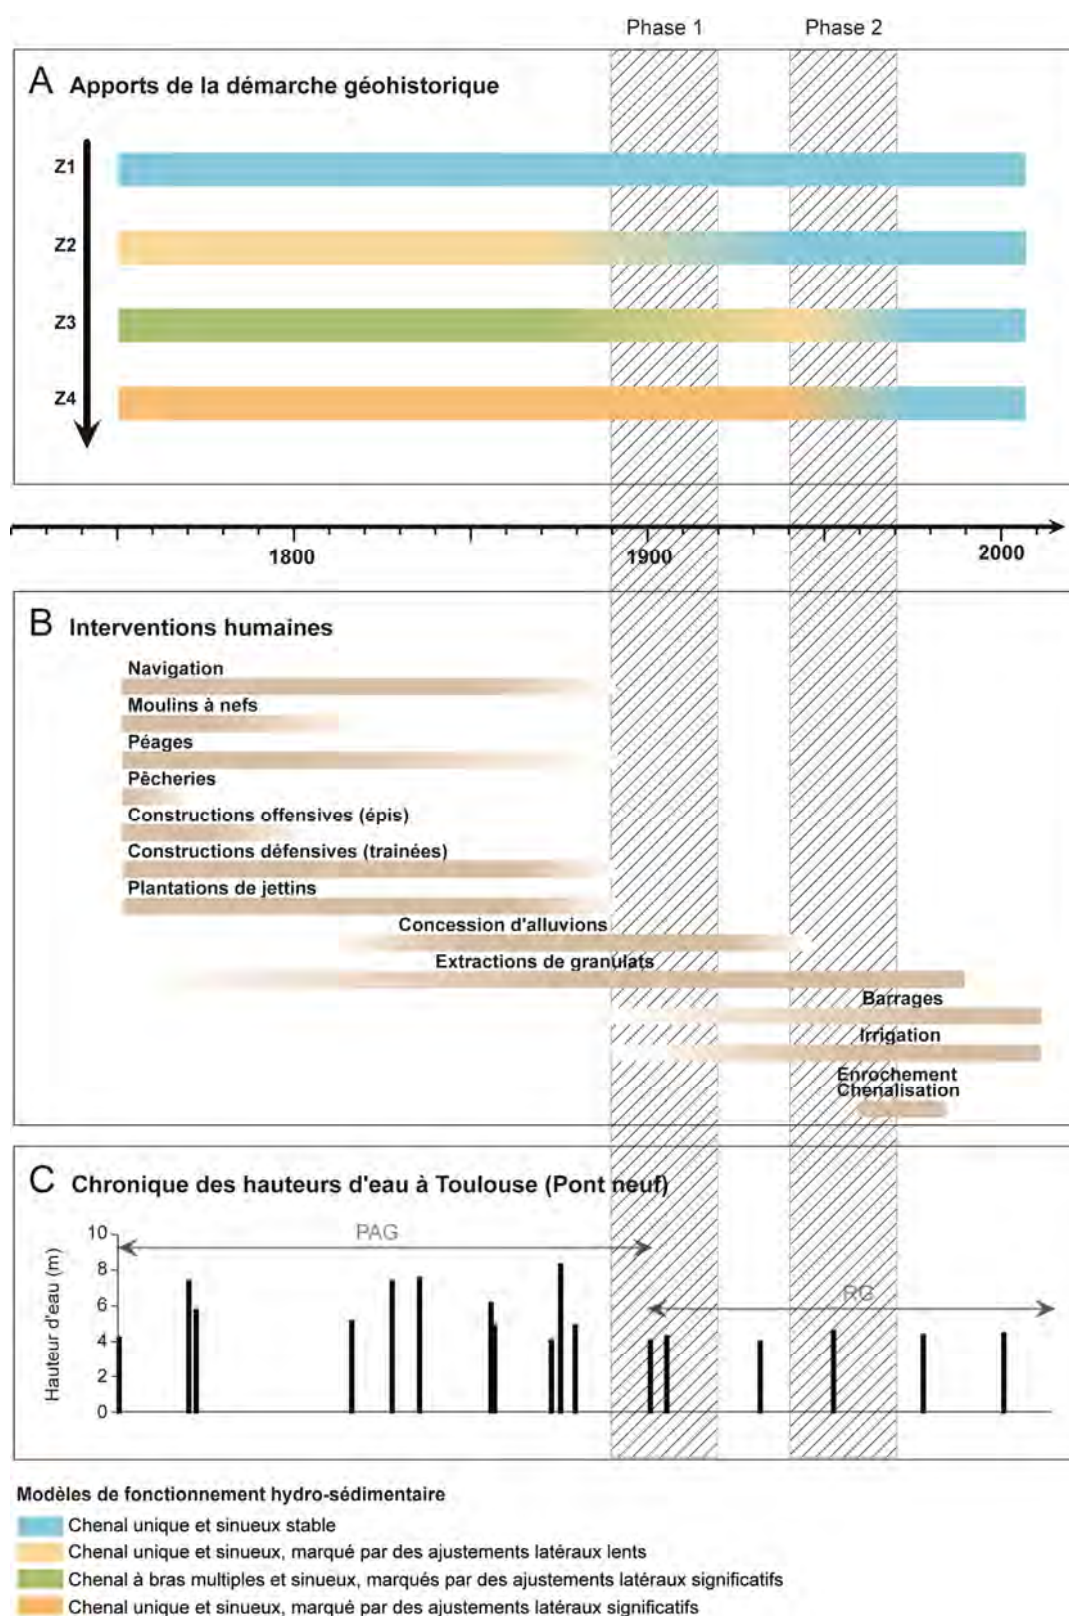 Phase 1
Phase 2
A Apports de la démarche géohistorique
Z1
Z2
Z3
Z4
1800
1900
2000
B Interventions humaines
Navigation
Moulins à nefs
Péages
Pêcheries
Constructions offensives (épis)
Constructions défensives (traînées)
Plantations de jettins
Concession d'alluvions
Extractions de granulats
Barrages
Irrigation
Enrochement
Chenalisation
C Chronique des hauteurs d'eau à Toulouse (Pont neuf)
Hauteur d'eau (m)
10
8
6
4
2
0
PAG
RG
Modèles de fonctionnement hydro-sédimentaire
Chenal unique et sinueux stable
Chenal unique et sinueux, marqué par des ajustements latéraux lents
Chenal à bras multiples et sinueux, marqués par des ajustements latéraux significatifs
Chenal unique et sinueux, marqué par des ajustements latéraux significatifs